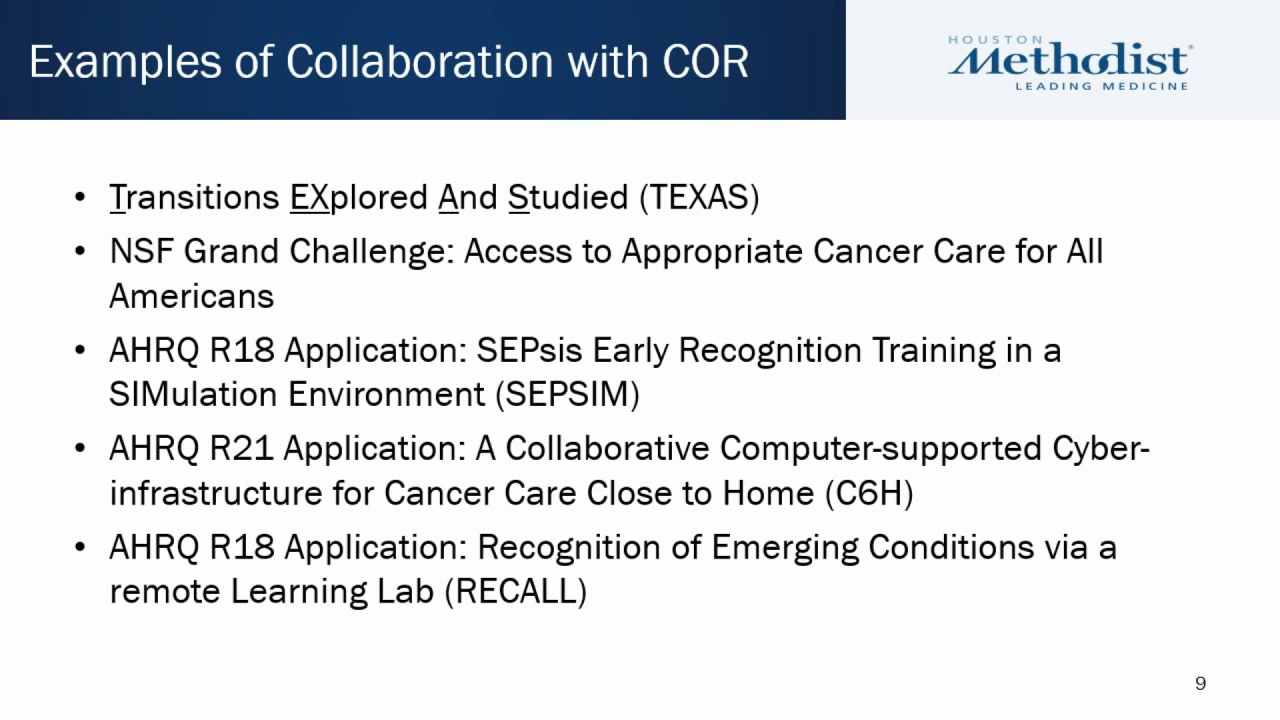 Examples of Collaboration with COR
HOUSTON
Methodist®
LEADING MEDICINE
• Transitions EXplored And Studied (TEXAS)
• NSF Grand Challenge: Access to Appropriate Cancer Care for All
Americans
• AHRQ R18 Application: SEPsis Early Recognition Training in a
SIMulation Environment (SEPSIM)
• AHRQ R21 Application: A Collaborative Computer-supported Cyber-
infrastructure for Cancer Care Close to Home (C6H)
• AHRQ R18 Application: Recognition of Emerging Conditions via a
remote Learning Lab (RECALL)
9